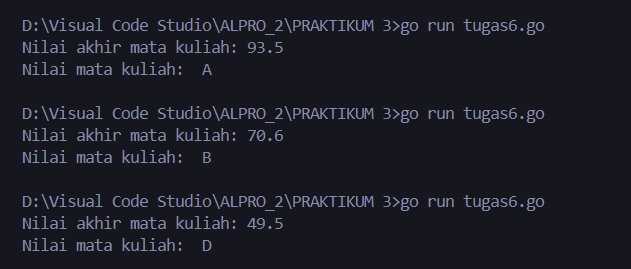 D:\Visual Code Studio\ALPRO_2\PRAKTIKUM 3>go run tugas6.go
Nilai akhir mata kuliah: 93.5
Nilai mata kuliah:  A
D:\Visual Code Studio\ALPRO_2\PRAKTIKUM 3>go run tugas6.go
Nilai akhir mata kuliah: 70.6
Nilai mata kuliah:  B
D:\Visual Code Studio\ALPRO_2\PRAKTIKUM 3>go run tugas6.go
Nilai akhir mata kuliah: 49.5
Nilai mata kuliah:  D